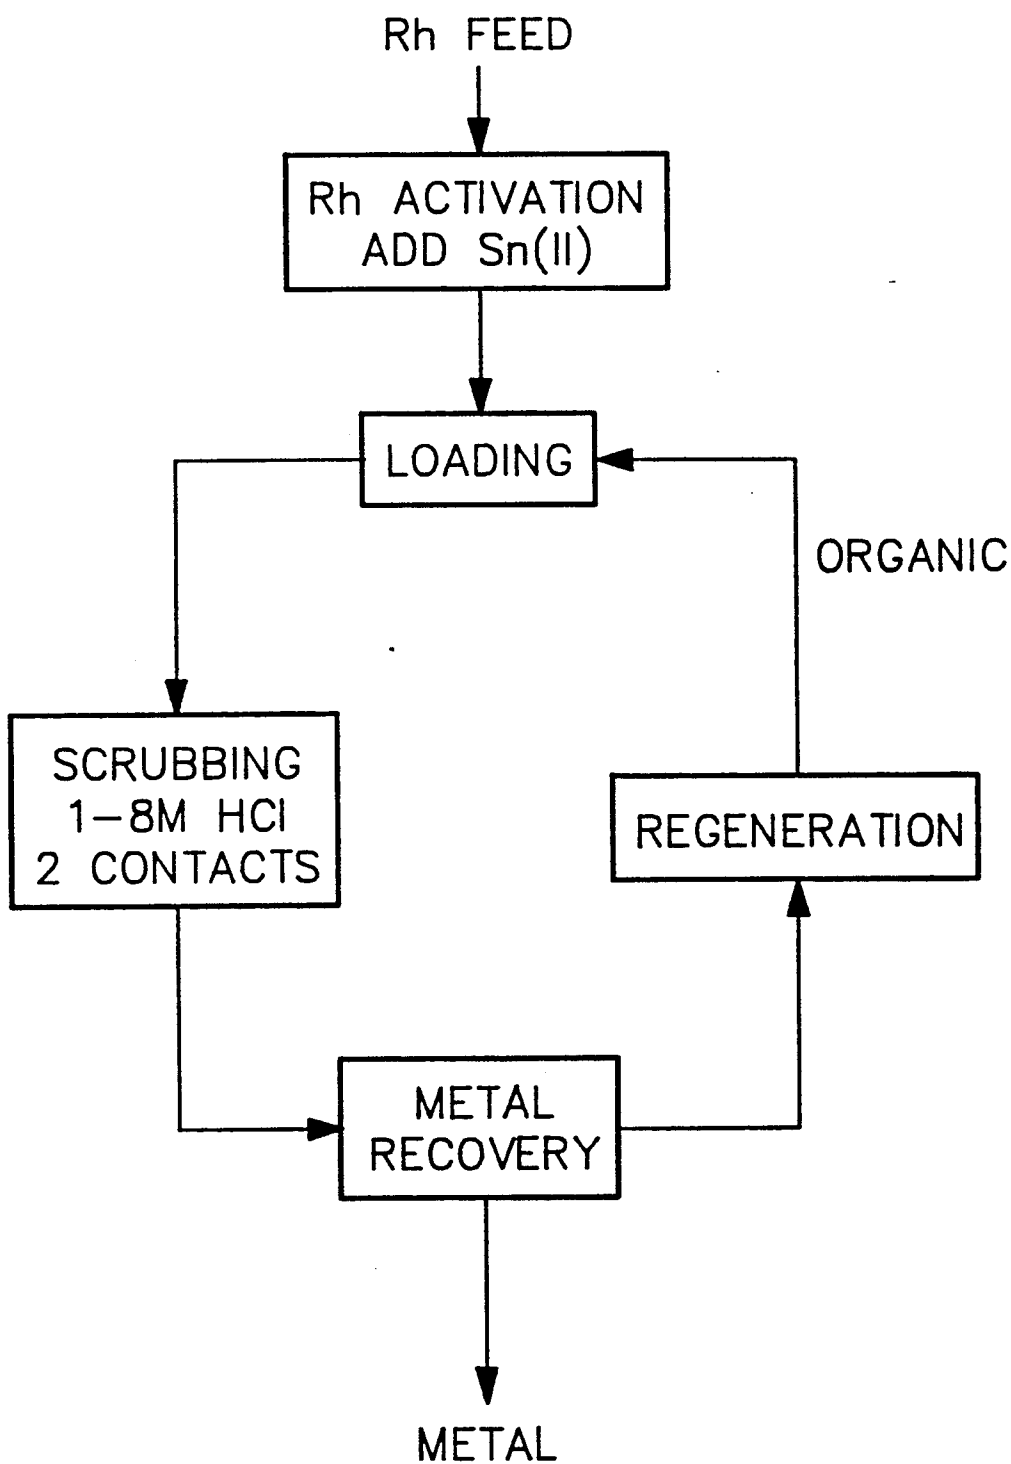 Rh FEED
Rh ACTIVATION
ADD Sn(II)
LOADING
ORGANIC
SCRUBBING
1-8M HCl
2 CONTACTS
REGENERATION
METAL
RECOVERY
METAL